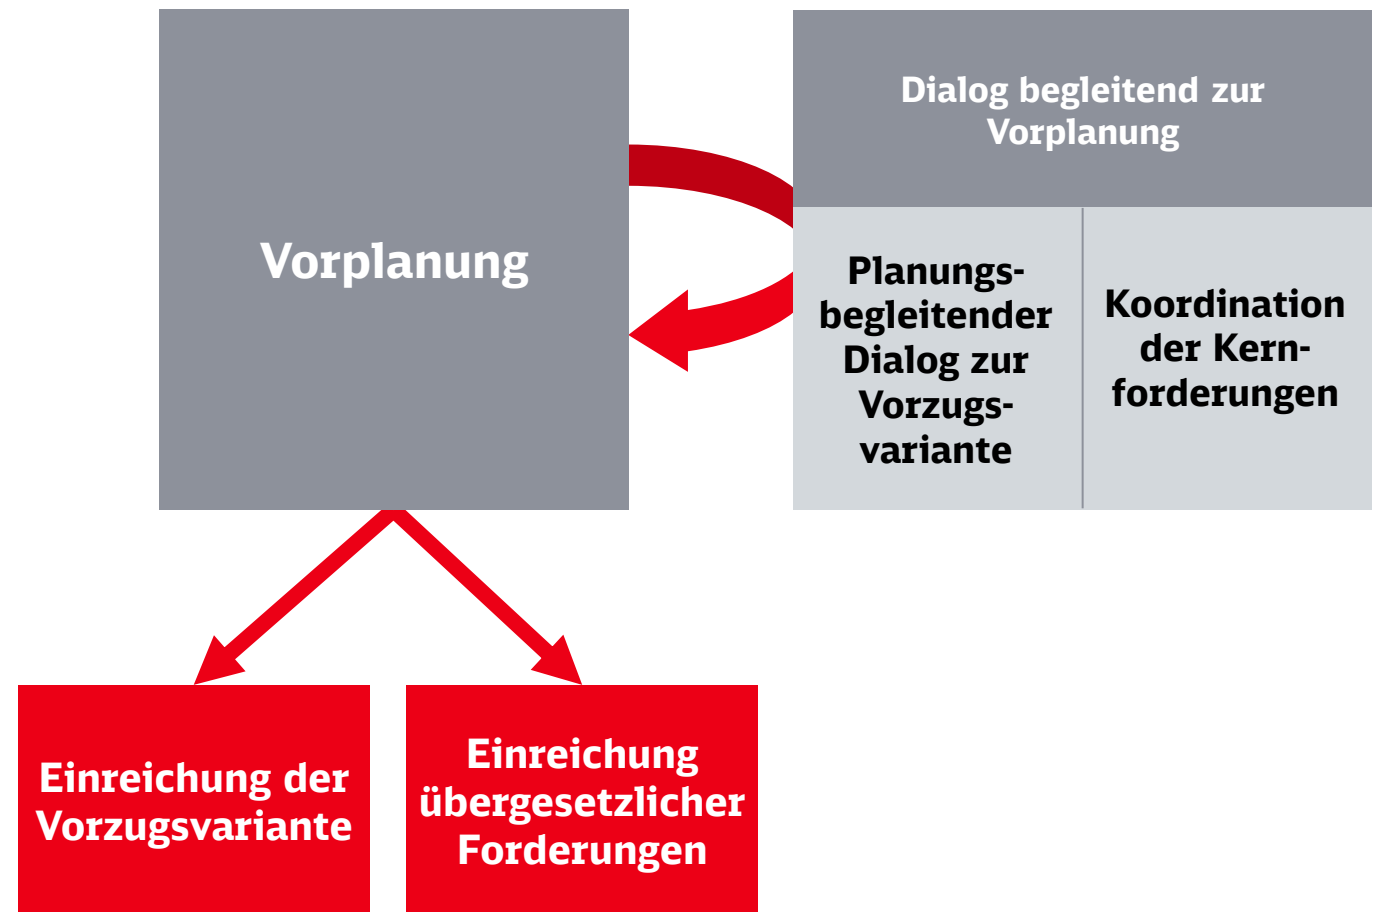 Vorplanung
Dialog begleitend zur
Vorplanung
Planungs-
begleitender
Dialog zur
Vorzugs-
variante
Koordination
der Kern-
forderungen
Einreichung der
Vorzugsvariante
Einreichung
übergesetzlicher
Forderungen